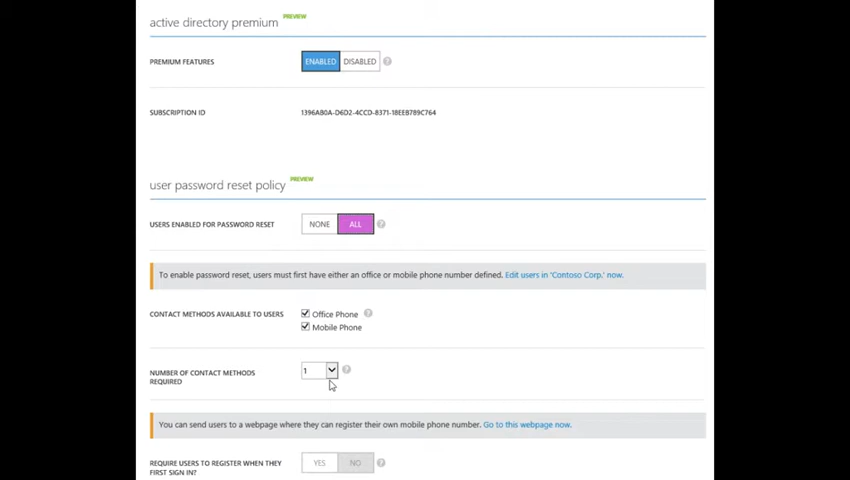 active directory premium PREVIEW
PREMIUM FEATURES ENABLED DISABLED ?
SUBSCRIPTION ID 1396AB0A-D6D2-4CCD-8371-18EEB7B9C764
user password reset policy PREVIEW
USERS ENABLED FOR PASSWORD RESET NONE ALL ?
To enable password reset, users must first have either an office or mobile phone number defined. Edit users in 'Contoso Corp.' now.
CONTACT METHODS AVAILABLE TO USERS Office Phone ?
Mobile Phone
NUMBER OF CONTACT METHODS REQUIRED 1 ?
You can send users to a webpage where they can register their own mobile phone number. Go to this webpage now.
REQUIRE USERS TO REGISTER WHEN THEY FIRST SIGN IN? YES NO ?